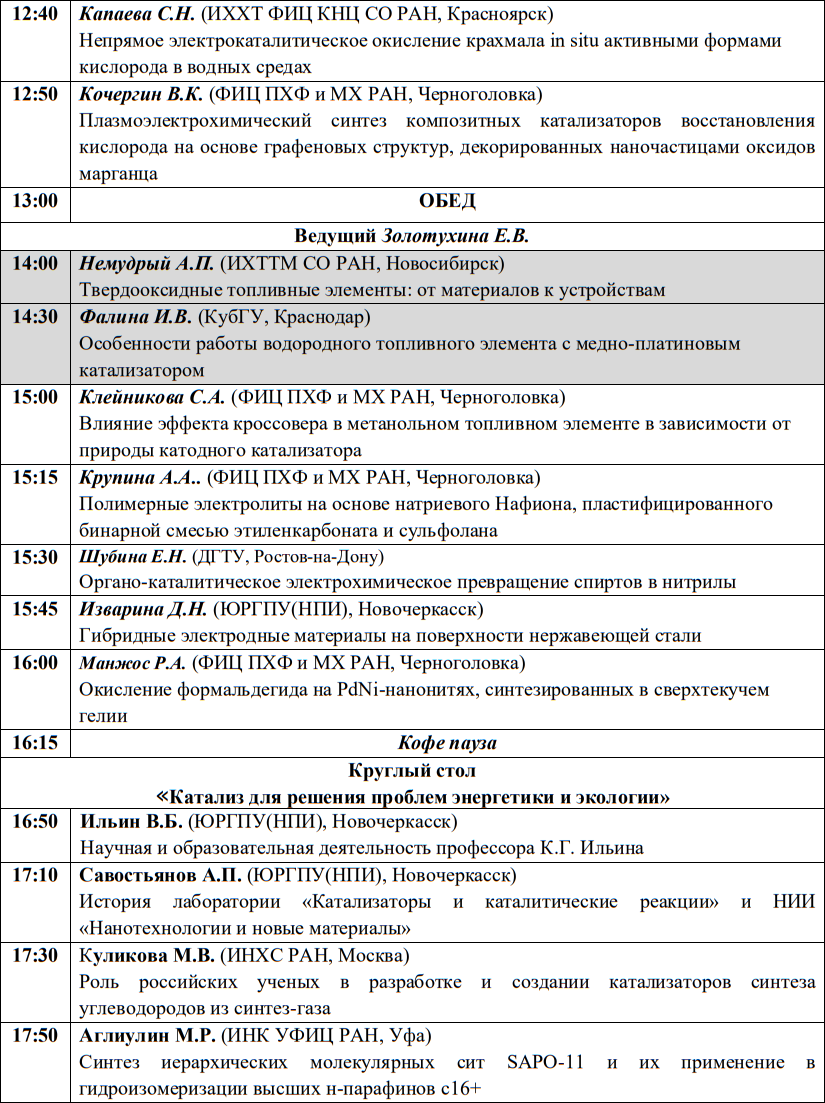 12:40 Капаева С.Н. (ИХХТ ФИЦ КНЦ СО РАН, Красноярск)
Непрямое электрокаталитическое окисление крахмала in situ активными формами
кислорода в водных средах
12:50 Кочергин В.К. (ФИЦ ПХФ и МХ РАН, Черноголовка)
Плазмоэлектрохимический синтез композитных катализаторов восстановления
кислорода на основе графеновых структур, декорированных наночастицами оксидов
марганца
13:00 ОБЕД
Ведущий Золотухина Е.В.
14:00 Немудрый А.П. (ИХТТМ СО РАН, Новосибирск)
Твердооксидные топливные элементы: от материалов к устройствам
14:30 Фалина И.В. (КубГУ, Краснодар)
Особенности работы водородного топливного элемента с медно-платиновым
катализатором
15:00 Клейникова С.А. (ФИЦ ПХФ и МХ РАН, Черноголовка)
Влияние эффекта кроссовера в метанольном топливном элементе в зависимости от
природы катодного катализатора
15:15 Крупина А.А.. (ФИЦ ПХФ и МХ РАН, Черноголовка)
Полимерные электролиты на основе натриевого Нафиона, пластифицированного
бинарной смесью этиленкарбоната и сульфолана
15:30 Шубина Е.Н. (ДГТУ, Ростов-на-Дону)
Органо-каталитическое электрохимическое превращение спиртов в нитрилы
15:45 Изварина Д.Н. (ЮРГПУ(НПИ), Новочеркасск)
Гибридные электродные материалы на поверхности нержавеющей стали
16:00 Манжос Р.А. (ФИЦ ПХФ и МХ РАН, Черноголовка)
Окисление формальдегида на PdNi-нанонитях, синтезированных в сверхтекучем
гелии
16:15 Кофе пауза
Круглый стол
«Катализ для решения проблем энергетики и экологии»
16:50 Ильин В.Б. (ЮРГПУ(НПИ), Новочеркасск)
Научная и образовательная деятельность профессора К.Г. Ильина
17:10 Савостьянов А.П. (ЮРГПУ(НПИ), Новочеркасск)
История лаборатории «Катализаторы и каталитические реакции» и НИИ
«Нанотехнологии и новые материалы»
17:30 Куликова М.В. (ИНХС РАН, Москва)
Роль российских ученых в разработке и создании катализаторов синтеза
углеводородов из синтез-газа
17:50 Аглиулин М.Р. (ИНК УФИЦ РАН, Уфа)
Синтез иерархических молекулярных сит SAPO-11 и их применение в
гидроизомеризации высших н-парафинов с16+